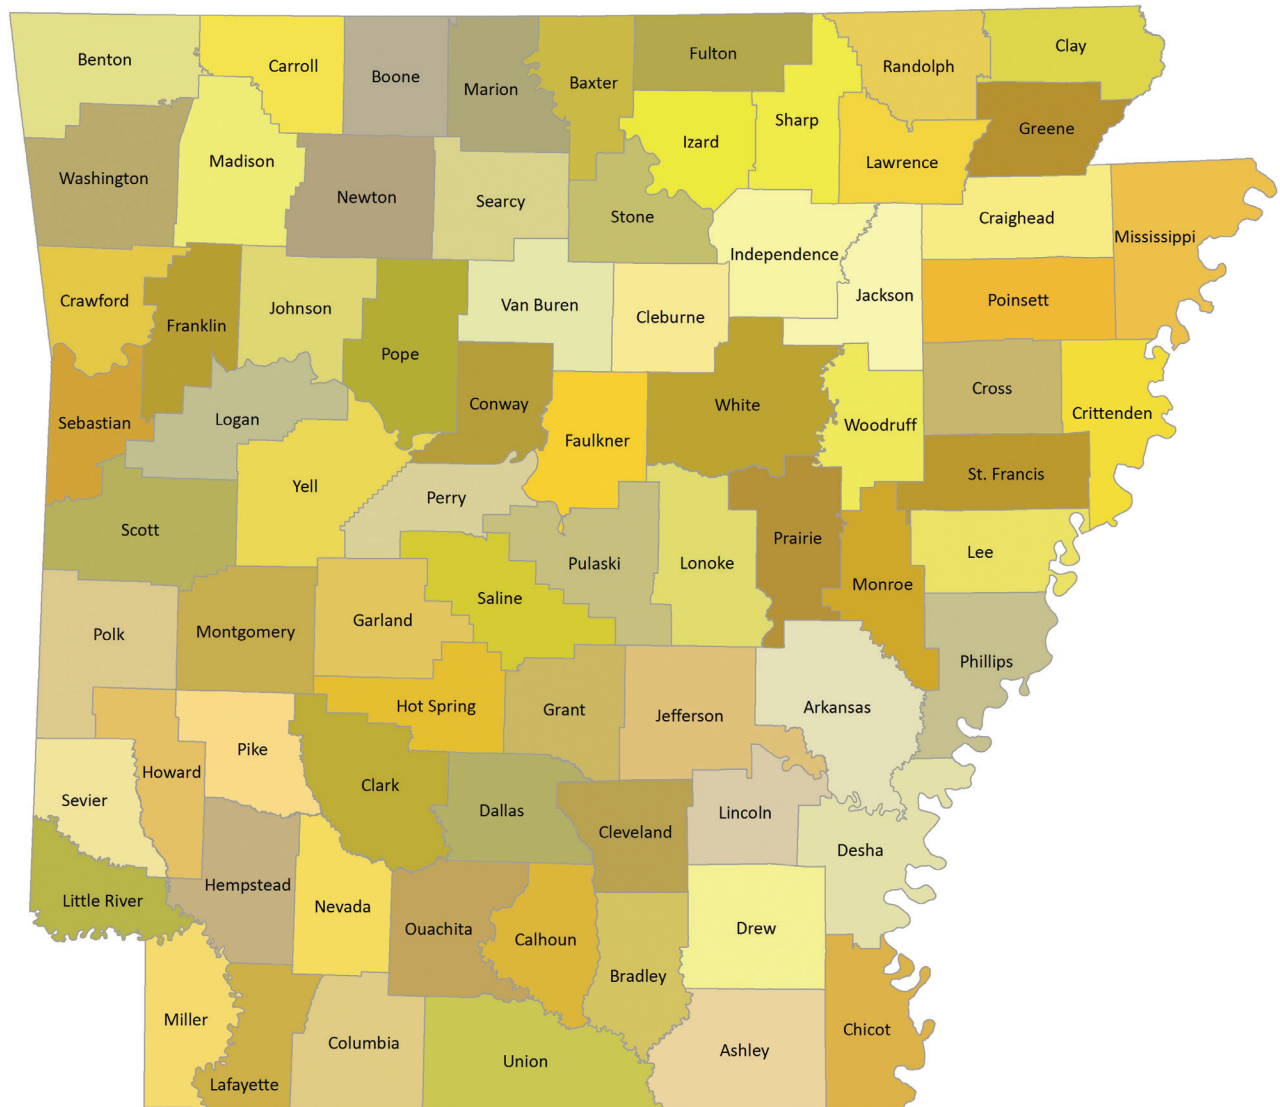 Benton
Carroll
Boone
Marion
Baxter
Fulton
Randolph
Clay
Sharp
Izard
Greene
Lawrence
Washington
Madison
Newton
Searcy
Stone
Craighead
Mississippi
Independence
Jackson
Crawford
Franklin
Johnson
Pope
Van Buren
Cleburne
Poinsett
Cross
Crittenden
Sebastian
Logan
Conway
Faulkner
White
Woodruff
Yell
Perry
St. Francis
Scott
Prairie
Pulaski
Lonoke
Lee
Monroe
Saline
Garland
Polk
Montgomery
Phillips
Hot Spring
Grant
Jefferson
Arkansas
Pike
Howard
Clark
Sevier
Dallas
Lincoln
Cleveland
Desha
Hempstead
Little River
Nevada
Ouachita
Calhoun
Drew
Bradley
Miller
Columbia
Chicot
Union
Ashley
Lafayette